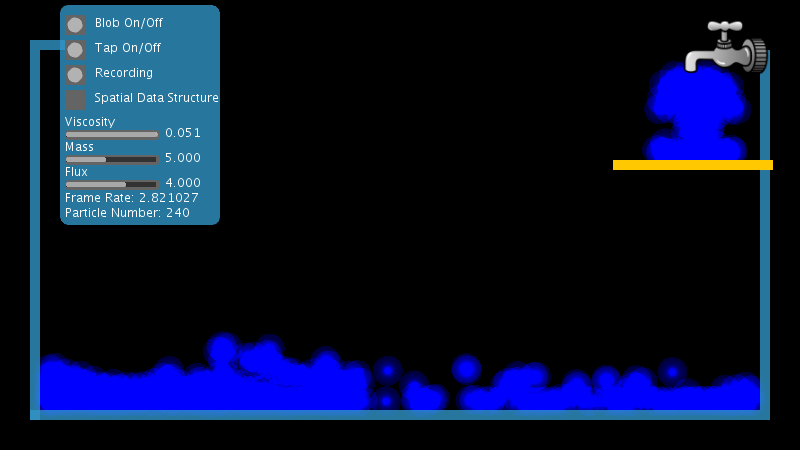 Blob On/Off
Tap On/Off
Recording
Spatial Data Structure
Viscosity
0.051
Mass
5.000
Flux
4.000
Frame Rate: 2.821027
Particle Number: 240